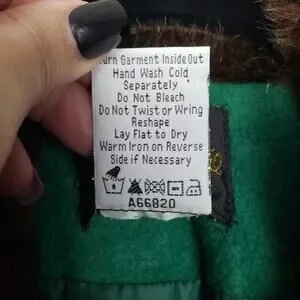 urn Garment Inside Out
Hand Wash Cold
Separately
Do Not Bleach
Do Not Twist or Wring
Reshape
Lay Flat to Dry
Warm Iron on Reverse
Side if Necessary
A66820